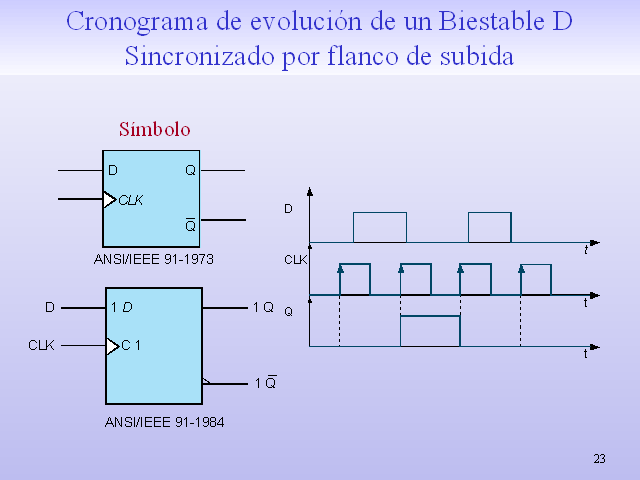 Cronograma de evolución de un Biestable D
Sincronizado por flanco de subida
Símbolo
D Q
CLK
Q̅
ANSI/IEEE 91-1973
D 1 D 1 Q
CLK C 1
1 Q̅
ANSI/IEEE 91-1984
D
t
CLK
t
Q
t
23